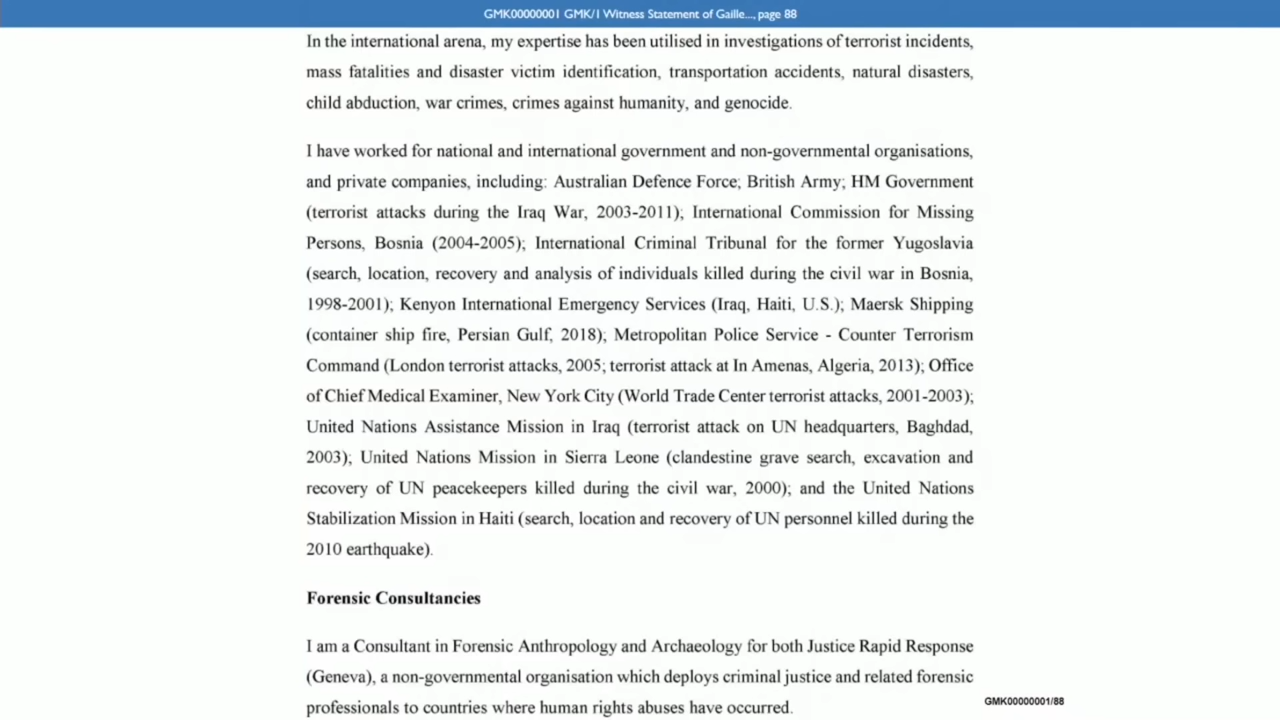 GMK00000001 GMK/1 Witness Statement of Gaille..., page 88
In the international arena, my expertise has been utilised in investigations of terrorist incidents,
mass fatalities and disaster victim identification, transportation accidents, natural disasters,
child abduction, war crimes, crimes against humanity, and genocide.
I have worked for national and international government and non-governmental organisations,
and private companies, including: Australian Defence Force; British Army; HM Government
(terrorist attacks during the Iraq War, 2003-2011); International Commission for Missing
Persons, Bosnia (2004-2005); International Criminal Tribunal for the former Yugoslavia
(search, location, recovery and analysis of individuals killed during the civil war in Bosnia,
1998-2001); Kenyon International Emergency Services (Iraq, Haiti, U.S.); Maersk Shipping
(container ship fire, Persian Gulf, 2018); Metropolitan Police Service - Counter Terrorism
Command (London terrorist attacks, 2005; terrorist attack at In Amenas, Algeria, 2013); Office
of Chief Medical Examiner, New York City (World Trade Center terrorist attacks, 2001-2003);
United Nations Assistance Mission in Iraq (terrorist attack on UN headquarters, Baghdad,
2003); United Nations Mission in Sierra Leone (clandestine grave search, excavation and
recovery of UN peacekeepers killed during the civil war, 2000); and the United Nations
Stabilization Mission in Haiti (search, location and recovery of UN personnel killed during the
2010 earthquake).
Forensic Consultancies
I am a Consultant in Forensic Anthropology and Archaeology for both Justice Rapid Response
(Geneva), a non-governmental organisation which deploys criminal justice and related forensic
professionals to countries where human rights abuses have occurred.
GMK00000001/88